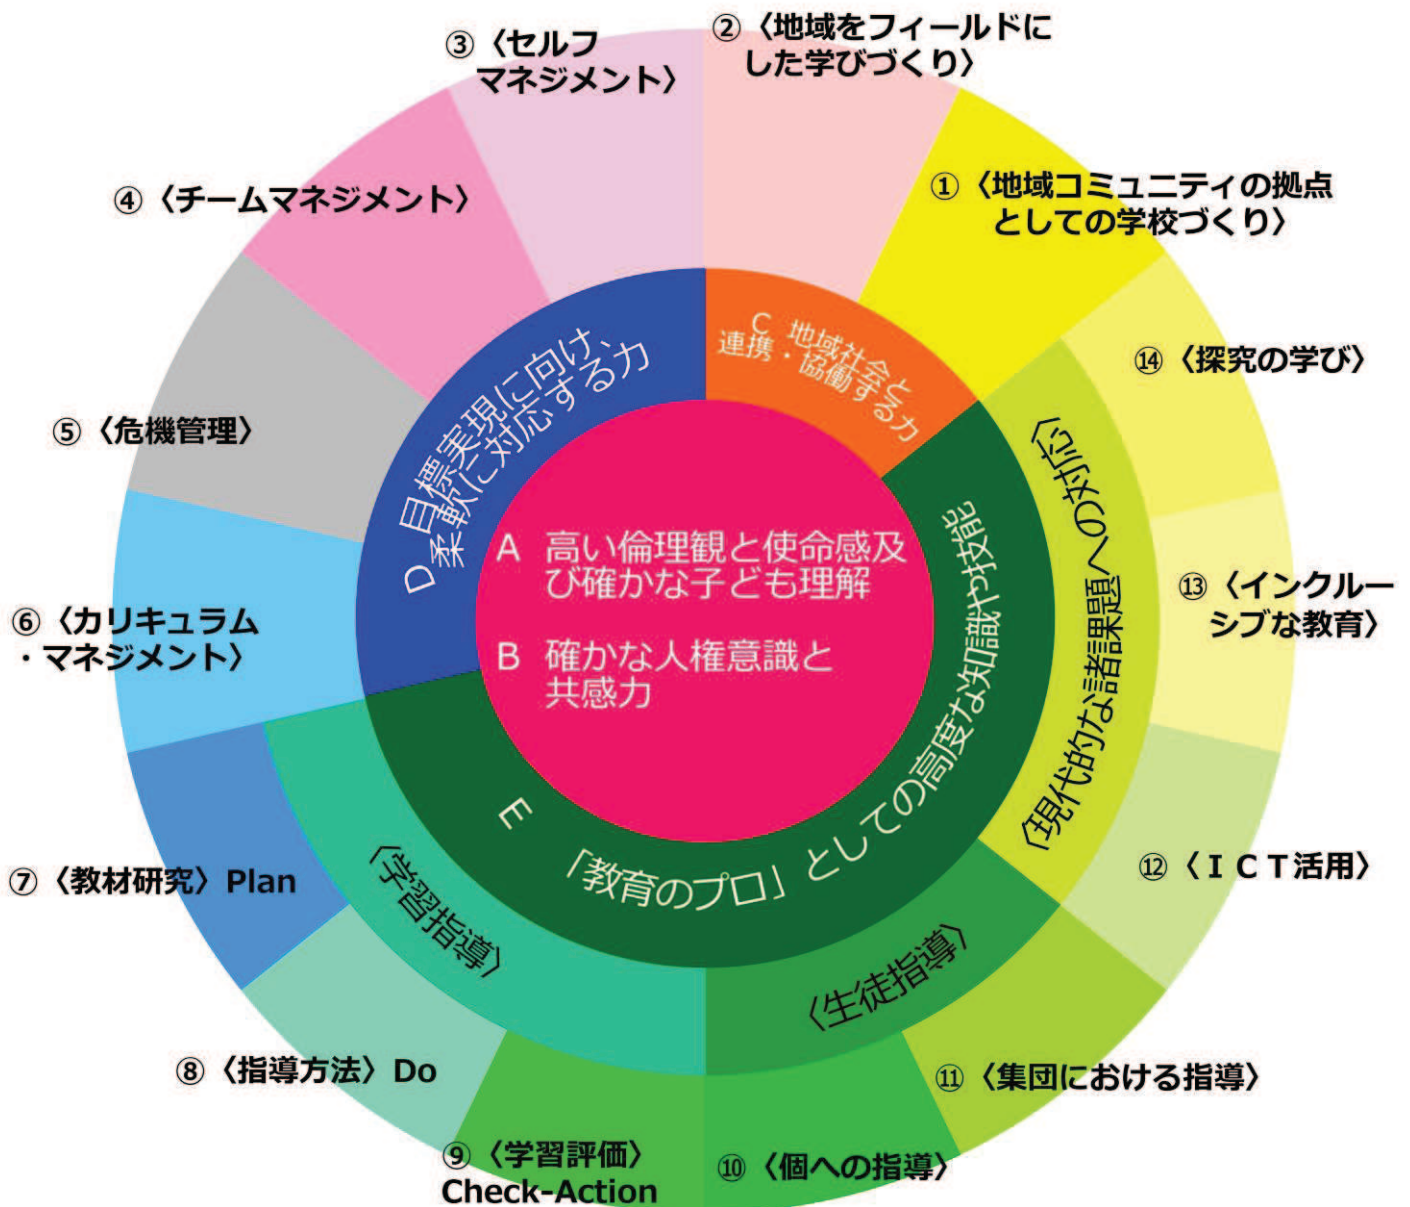 ② 〈地域をフィールドに
した学びづくり〉
① 〈地域コミュニティの拠点
としての学校づくり〉
⑭ 〈探究の学び〉
⑬ 〈インクルー
シブな教育〉
⑫ 〈ＩＣＴ活用〉
⑪ 〈集団における指導〉
⑩ 〈個への指導〉
⑨ 〈学習評価〉
Check-Action
⑧ 〈指導方法〉Do
⑦ 〈教材研究〉Plan
⑥ 〈カリキュラム
・マネジメント〉
⑤ 〈危機管理〉
④ 〈チームマネジメント〉
③ 〈セルフ
マネジメント〉
C 地域社会と
連携・協働する力
D 目標実現に向け、
柔軟に対応する力
E 「教育のプロ」としての高度な知識や技能
〈現代的な諸課題への対応〉
〈生徒指導〉
〈学習指導〉
A 高い倫理観と使命感及
び確かな子ども理解
B 確かな人権意識と
共感力